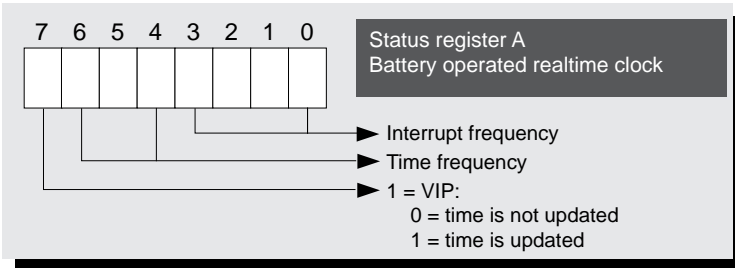 7 6 5 4 3 2 1 0
Status register A
Battery operated realtime clock
Interrupt frequency
Time frequency
1 = VIP:
0 = time is not updated
1 = time is updated